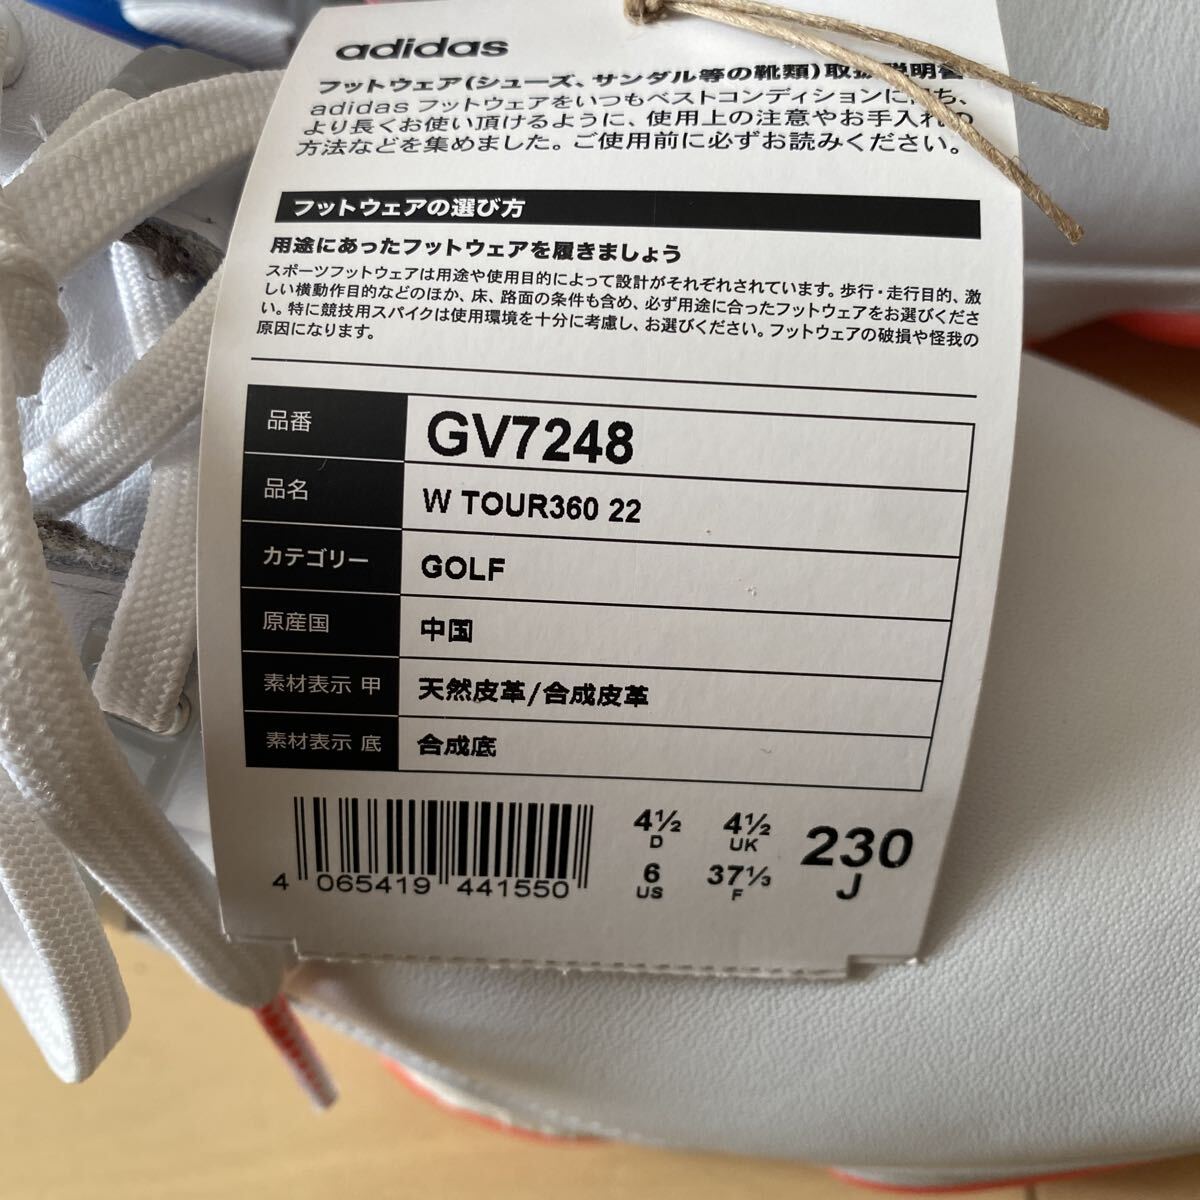 adidas
フットウェア(シューズ、サンダル等の靴類)取扱説明書
adidas フットウェアをいつもベストコンディションに保ち、
より長くお使い頂けるように、使用上の注意やお手入れの
方法などを集めました。ご使用前に必ずお読みください。
フットウェアの選び方
用途にあったフットウェアを履きましょう
スポーツフットウェアは用途や使用目的によって設計がそれぞれされています。歩行・走行目的、激
しい横動作目的などのほか、床、路面の条件も含め、必ず用途に合ったフットウェアをお選びくださ
い。特に競技用スパイクは使用環境を十分に考慮し、お選びください。フットウェアの破損や怪我の
原因になります。
品番 GV7248
品名 W TOUR360 22
カテゴリー GOLF
原産国 中国
素材表示 甲 天然皮革/合成皮革
素材表示 底 合成底
4½ D 4½ UK 230 J
6 US 37⅓ F
4 065419 441550